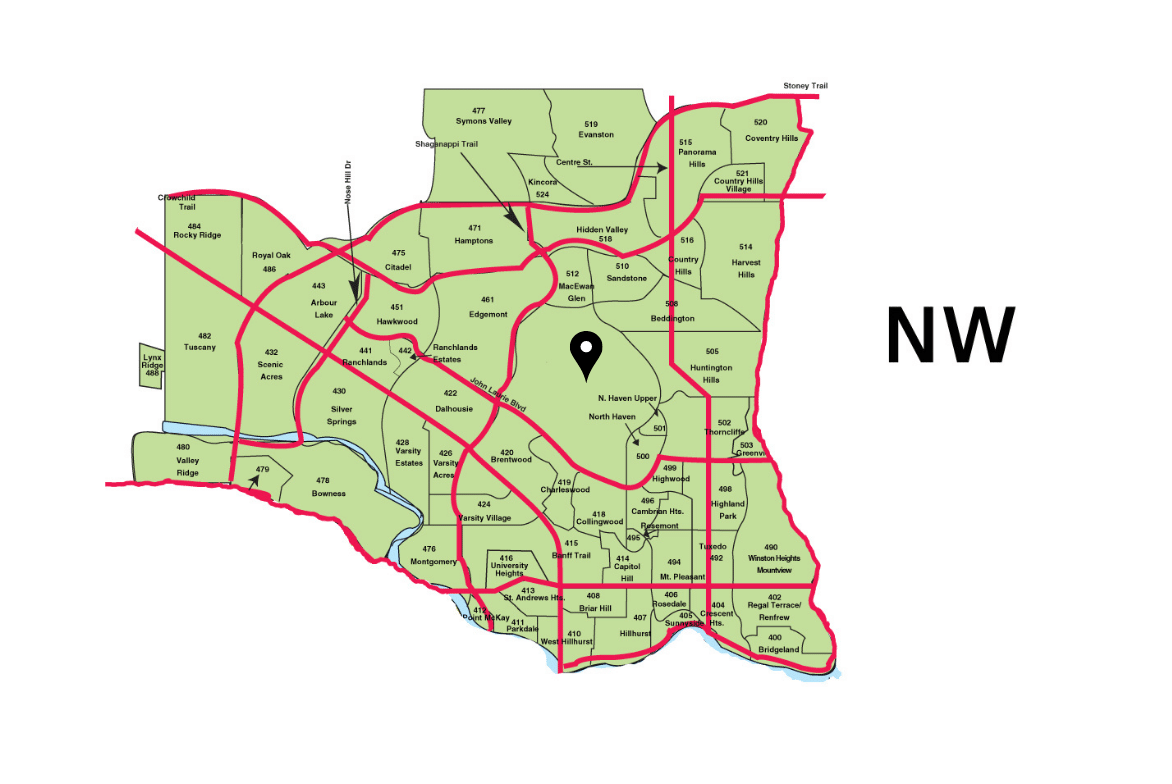 Stoney Trail
477
Symons Valley
519
Evanston
520
Coventry Hills
Shaganappi Trail
515
Panorama
Hills
Centre St.
521
Country Hills
Village
Kincora
524
Nose Hill Dr
Crowchild
Trail
484
Rocky Ridge
471
Hamptons
Hidden Valley
518
516
Country
Hills
514
Harvest
Hills
Royal Oak
486
475
Citadel
510
Sandstone
512
MacEwan
Glen
443
Arbour
Lake
451
Hawkwood
461
Edgemont
508
Beddington
NW
482
Tuscany
Lynx
Ridge
488
432
Scenic
Acres
441
Ranchlands
442
Ranchlands
Estates
505
Huntington
Hills
John Laurie Blvd
430
Silver
Springs
422
Dalhousie
N. Haven Upper
North Haven
501
502
Thorncliffe
503
Greenvi
480
Valley
Ridge
479
478
Bowness
428
Varsity
Estates
426
Varsity
Acres
420
Brentwood
500
499
Highwood
419
Charleswood
498
Highland
Park
496
Cambrian Hts.
Rosemont
495
424
Varsity Village
418
Collingwood
476
Montgomery
415
Banff Trail
416
University
Heights
414
Capitol
Hill
494
Mt. Pleasant
Tuxedo
492
490
Winston Heights
Mountview
413
St. Andrews Hts.
408
Briar Hill
406
Rosedale
404
Crescent
Hts.
402
Regal Terrace/
Renfrew
412
Point McKay
411
Parkdale
410
West Hillhurst
407
Hillhurst
405
Sunnyside
400
Bridgeland